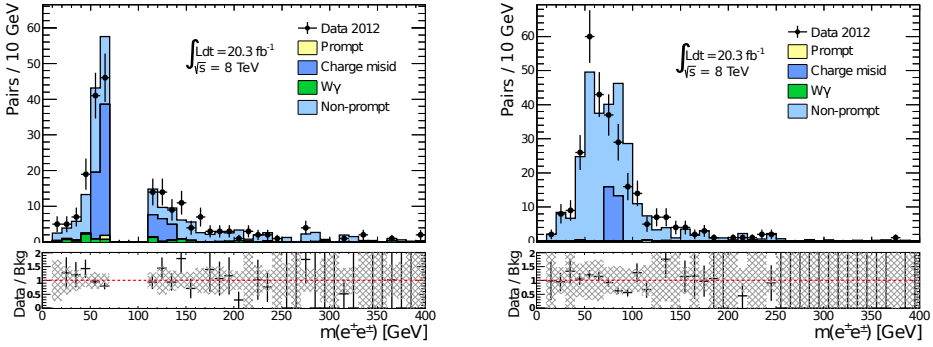 Pairs / 10 GeV
60
50
40
30
20
10
0
∫Ldt = 20.3 fb⁻¹
√s = 8 TeV
Data 2012
Prompt
Charge misid
Wγ
Non-prompt
Data / Bkg
2
1.5
1
0.5
0
0 50 100 150 200 250 300 350 400
m(e±e±) [GeV]
Pairs / 10 GeV
60
50
40
30
20
10
0
∫Ldt = 20.3 fb⁻¹
√s = 8 TeV
Data 2012
Prompt
Charge misid
Wγ
Non-prompt
Data / Bkg
2
1.5
1
0.5
0
0 50 100 150 200 250 300 350 400
m(e±e±) [GeV]